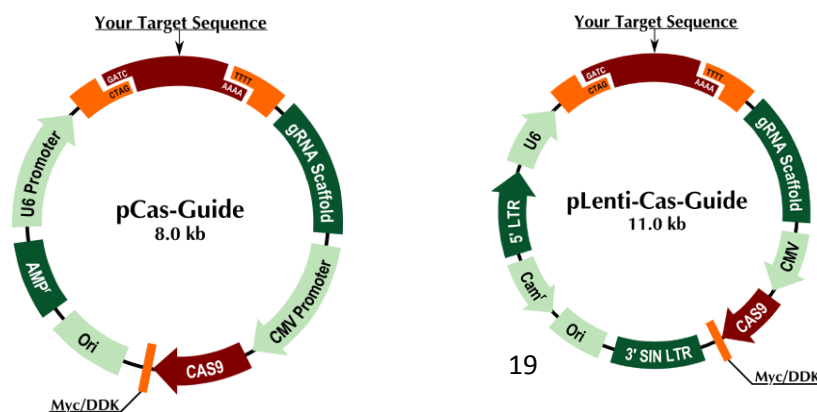 Your Target Sequence
GATC
CTAG
TTTT
AAAA
U6 Promoter
gRNA Scaffold
pCas-Guide
8.0 kb
AMPʳ
CMV Promoter
Ori
CAS9
Myc/DDK
Your Target Sequence
GATC
CTAG
TTTT
AAAA
U6
gRNA Scaffold
5' LTR
pLenti-Cas-Guide
11.0 kb
CMV
Camʳ
CAS9
Ori
3' SIN LTR
19
Myc/DDK